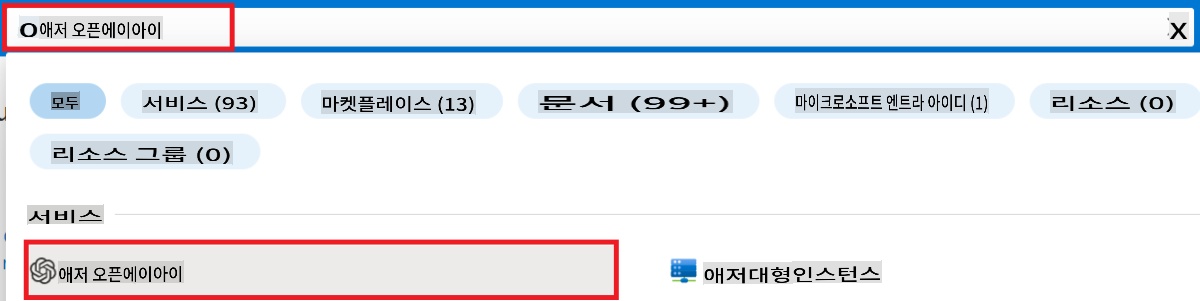 O애저 오픈에이아이 X
모두 서비스 (93) 마켓플레이스 (13) 문서 (99+) 마이크로소프트 엔트라 아이디 (1) 리소스 (0)
리소스 그룹 (0)
서비스
애저 오픈에이아이 애저대형인스턴스